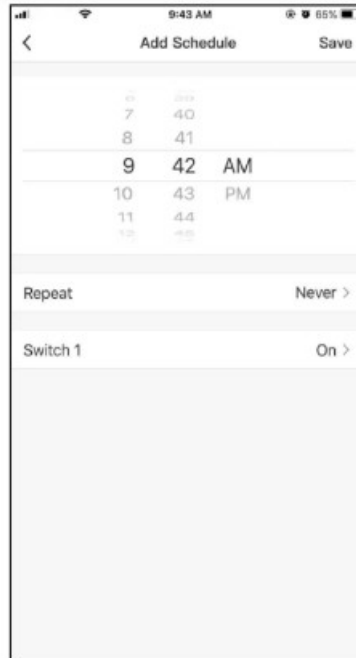 9:43 AM 65%
Add Schedule Save
7 40
8 41
9 42 AM
10 43 PM
11 44
Repeat Never
Switch 1 On